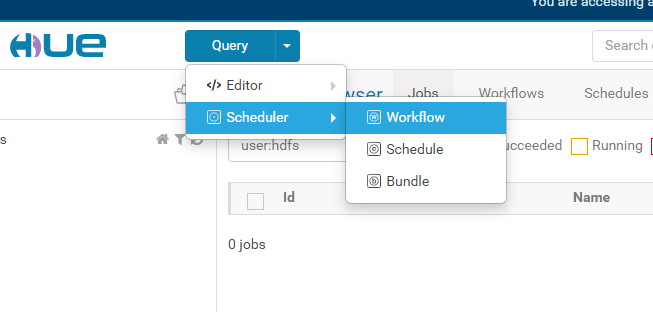 You are accessing a
HUE
Query
Search
Editor
Scheduler
wser
Jobs
Workflows
Schedules
Workflow
Schedule
Bundle
s
user:hdfs
ucceeded
Running
Id
Name
0 jobs